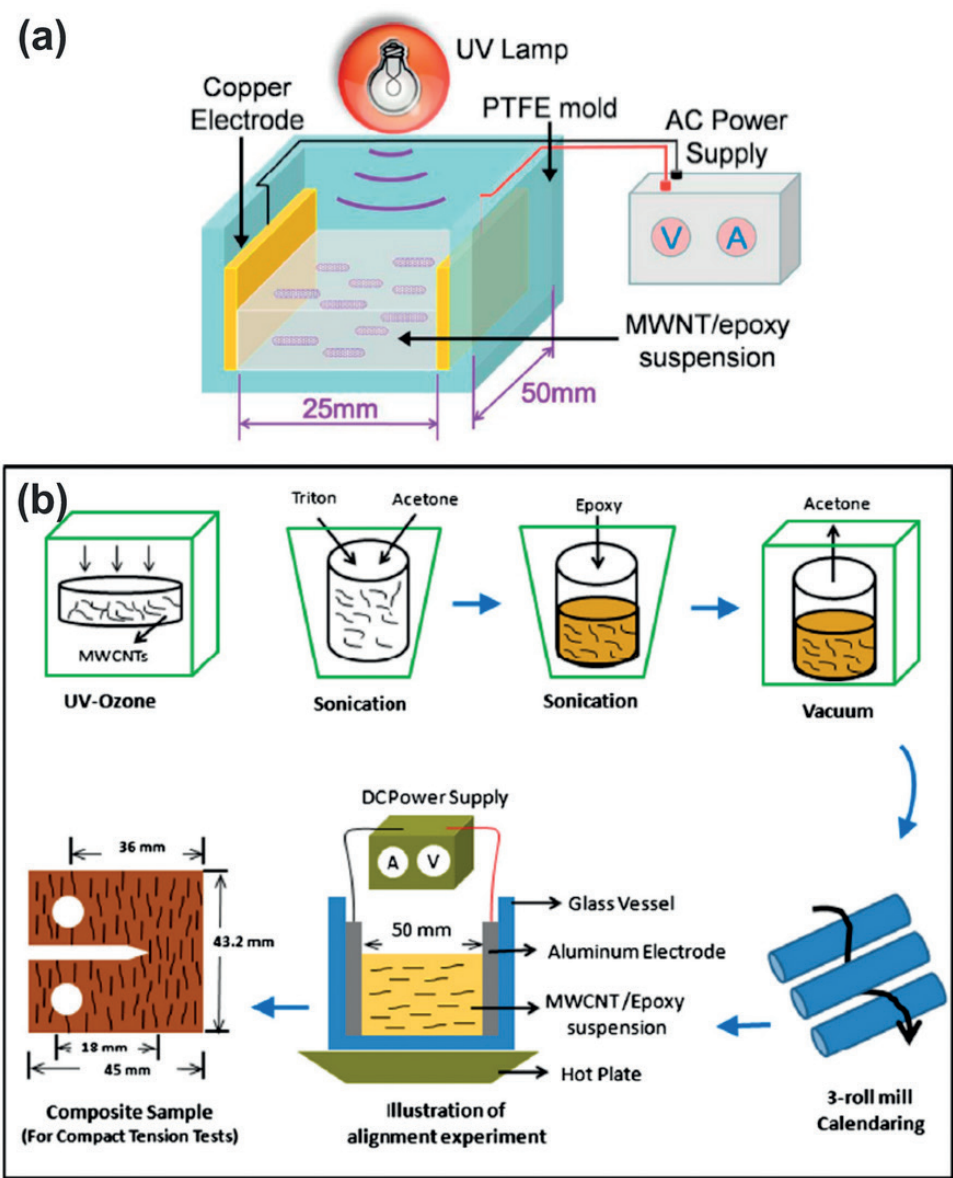 (a)
UV Lamp
Copper
Electrode
PTFE mold
AC Power
Supply
V
A
MWNT/epoxy
suspension
25mm
50mm
(b)
Triton
Acetone
Epoxy
Acetone
MWCNTs
UV-Ozone
Sonication
Sonication
Vacuum
DCPower Supply
A
V
36 mm
43.2 mm
18 mm
45 mm
50 mm
Glass Vessel
Aluminum Electrode
MWCNT/Epoxy
suspension
Hot Plate
Composite Sample
(For Compact Tension Tests)
Illustration of
alignment experiment
3-roll mill
Calendaring